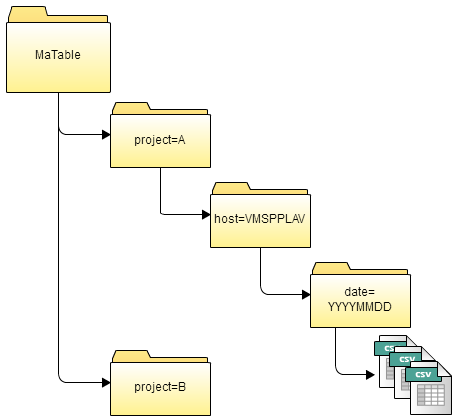 MaTable
project=A
host=VMSPPLAV
date=
YYYYMMDD
csv
csv
csv
project=B